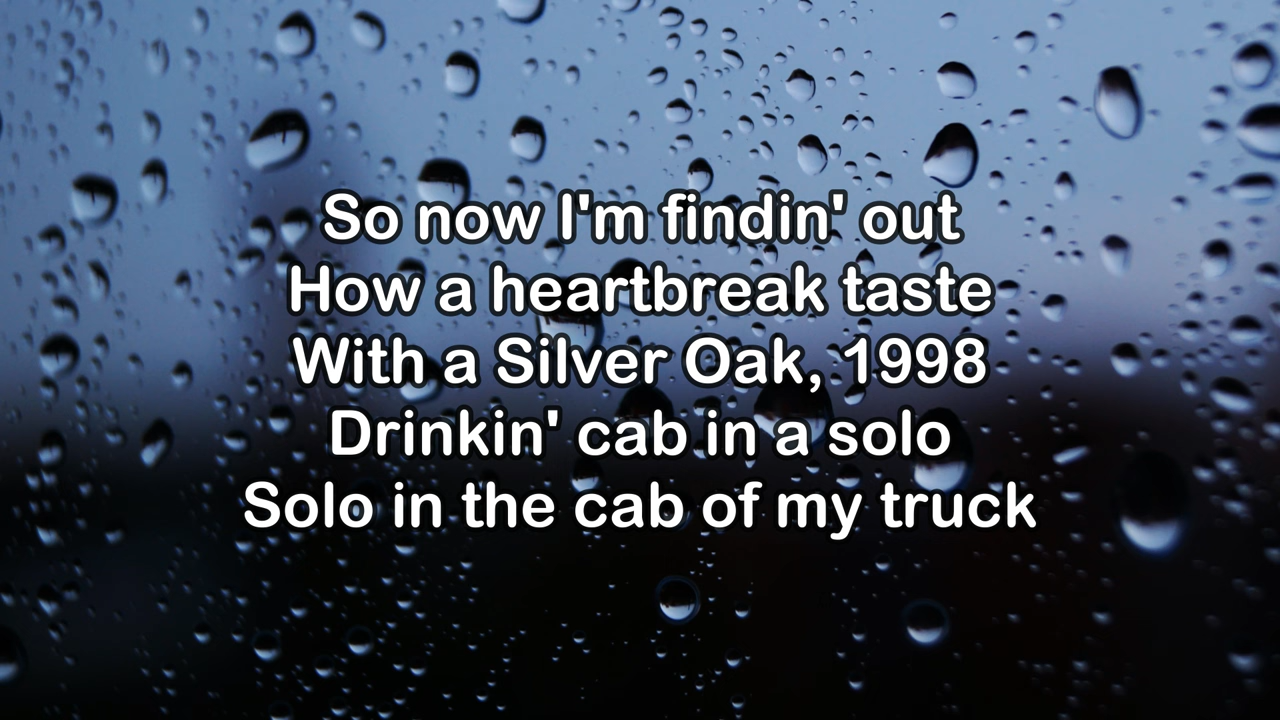 So now I'm findin' out
How a heartbreak taste
With a Silver Oak, 1998
Drinkin' cab in a solo
Solo in the cab of my truck